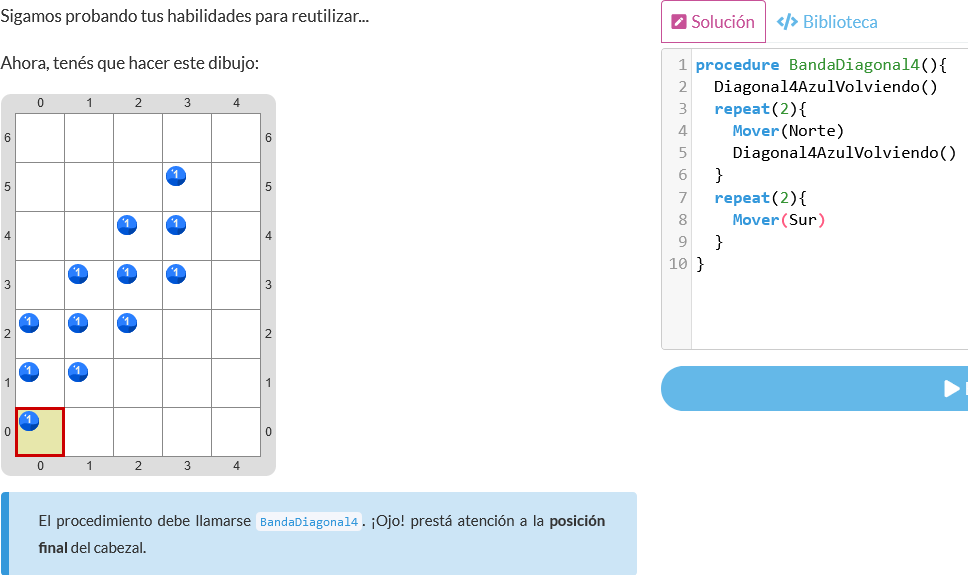 Sigamos probando tus habilidades para reutilizar...
Ahora, tenés que hacer este dibujo:
0 1 2 3 4
6 6
5 1 5
4 1 1 4
3 1 1 1 3
2 1 1 1 2
1 1 1 1
0 1 0
0 1 2 3 4
El procedimiento debe llamarse BandaDiagonal4. ¡Ojo! prestá atención a la posición
final del cabezal.
Solución </> Biblioteca
1 procedure BandaDiagonal4(){
2 Diagonal4AzulVolviendo()
3 repeat(2){
4 Mover(Norte)
5 Diagonal4AzulVolviendo()
6 }
7 repeat(2){
8 Mover(Sur)
9 }
10 }